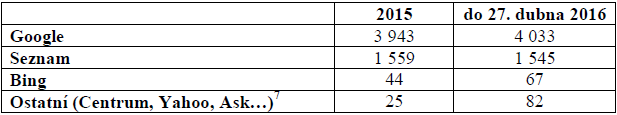 2015 do 27. dubna 2016
Google 3 943 4 033
Seznam 1 559 1 545
Bing 44 67
Ostatní (Centrum, Yahoo, Ask…)7 25 82